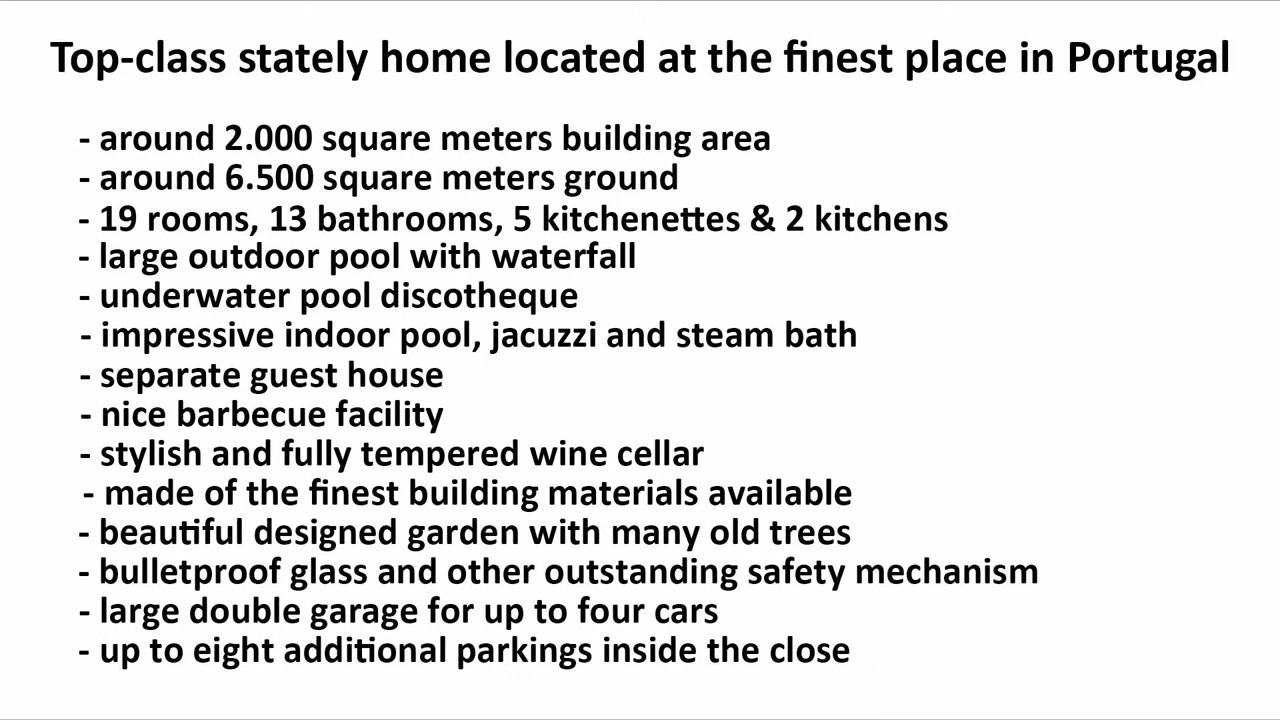 Top-class stately home located at the finest place in Portugal
- around 2.000 square meters building area
- around 6.500 square meters ground
- 19 rooms, 13 bathrooms, 5 kitchenettes & 2 kitchens
- large outdoor pool with waterfall
- underwater pool discotheque
- impressive indoor pool, jacuzzi and steam bath
- separate guest house
- nice barbecue facility
- stylish and fully tempered wine cellar
- made of the finest building materials available
- beautiful designed garden with many old trees
- bulletproof glass and other outstanding safety mechanism
- large double garage for up to four cars
- up to eight additional parkings inside the close